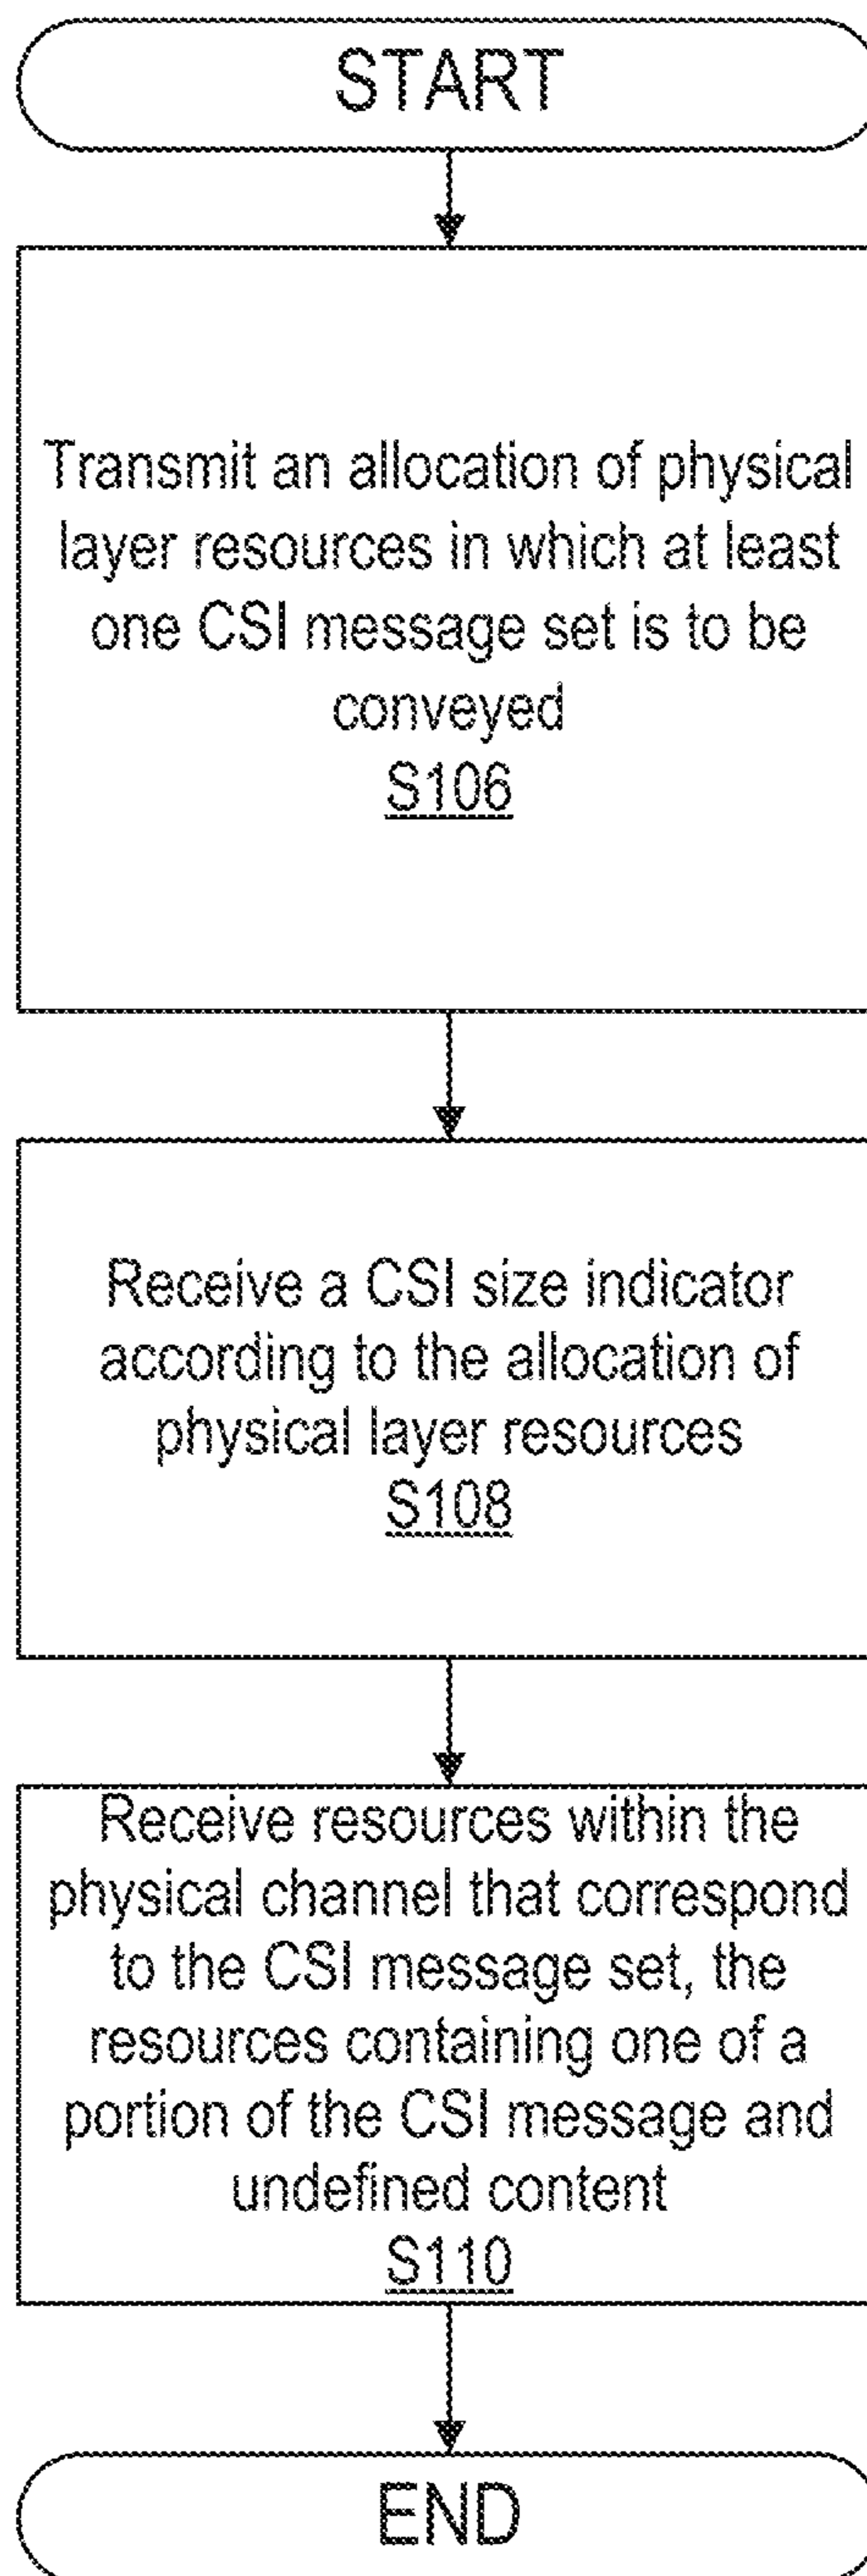 START
Transmit an allocation of physical
layer resources in which at least
one CSI message set is to be
conveyed
S106
Receive a CSI size indicator
according to the allocation of
physical layer resources
S108
Receive resources within the
physical channel that correspond
to the CSI message set, the
resources containing one of a
portion of the CSI message and
undefined content
S110
END